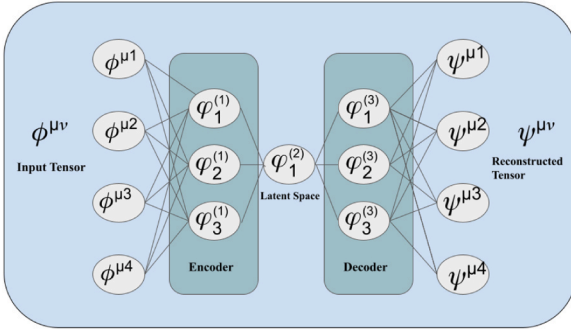 ϕ^μν
Input Tensor
ϕ^μ1
ϕ^μ2
ϕ^μ3
ϕ^μ4
φ_1^(1)
φ_2^(1)
φ_3^(1)
Encoder
φ_1^(2)
Latent Space
φ_1^(3)
φ_2^(3)
φ_3^(3)
Decoder
ψ^μ1
ψ^μ2
ψ^μ3
ψ^μ4
ψ^μν
Reconstructed
Tensor